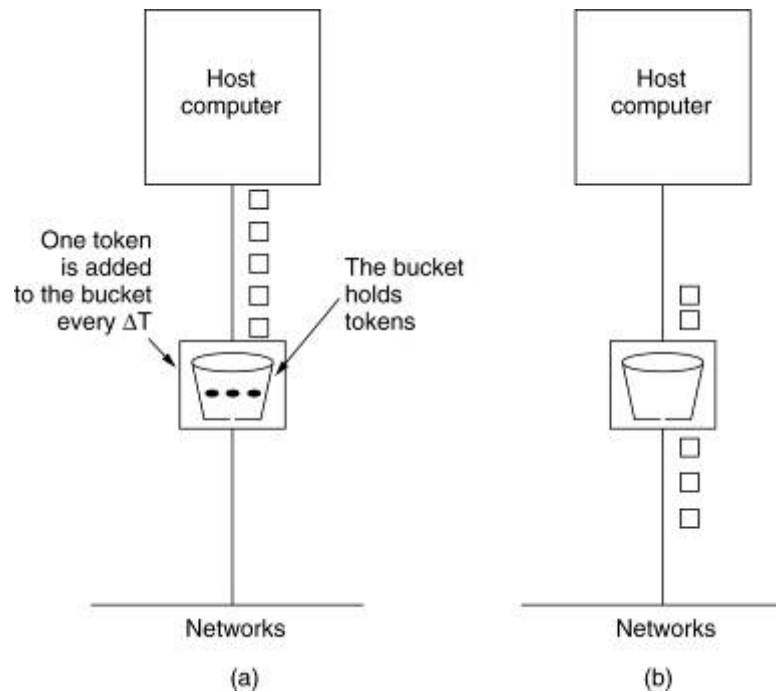 Host
computer
Host
computer
One token
is added
to the bucket
every ΔT
The bucket
holds
tokens
Networks
Networks
(a)
(b)